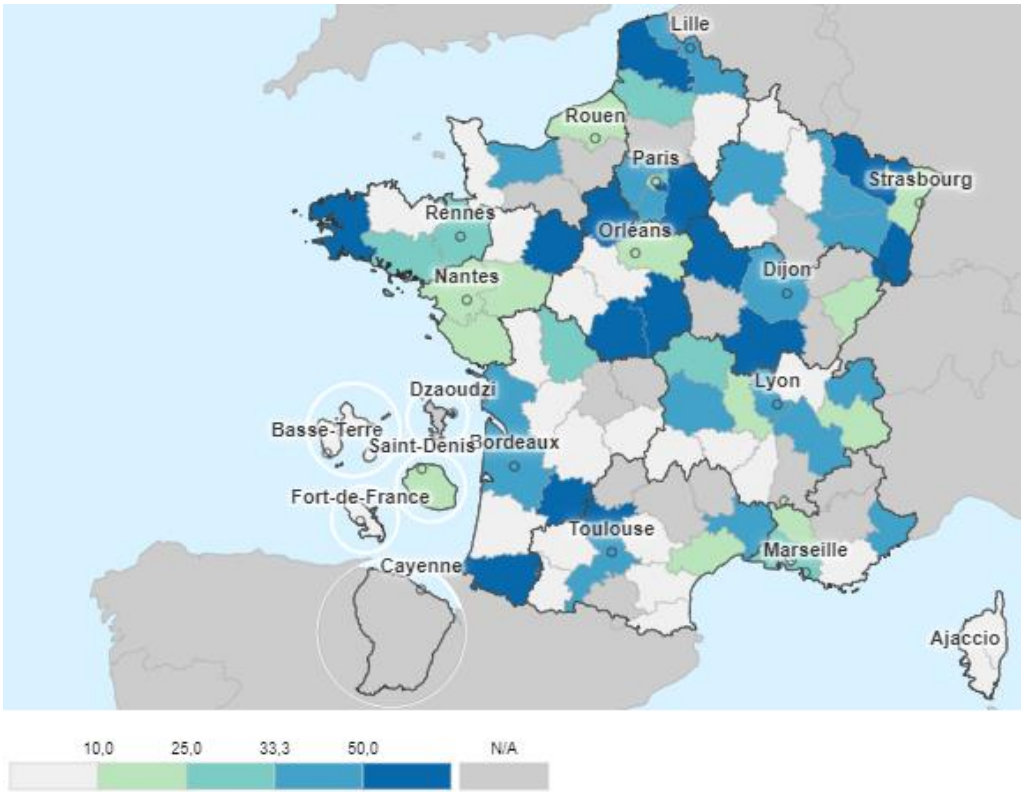 Lille
Rouen
Paris
Strasbourg
Rennes
Orléans
Dijon
Nantes
Dzaoudzi
Lyon
Basse-Terre
Saint-Denis
Bordeaux
Fort-de-France
Toulouse
Marseille
Cayenne
Ajaccio
10,0 25,0 33,3 50,0 N/A